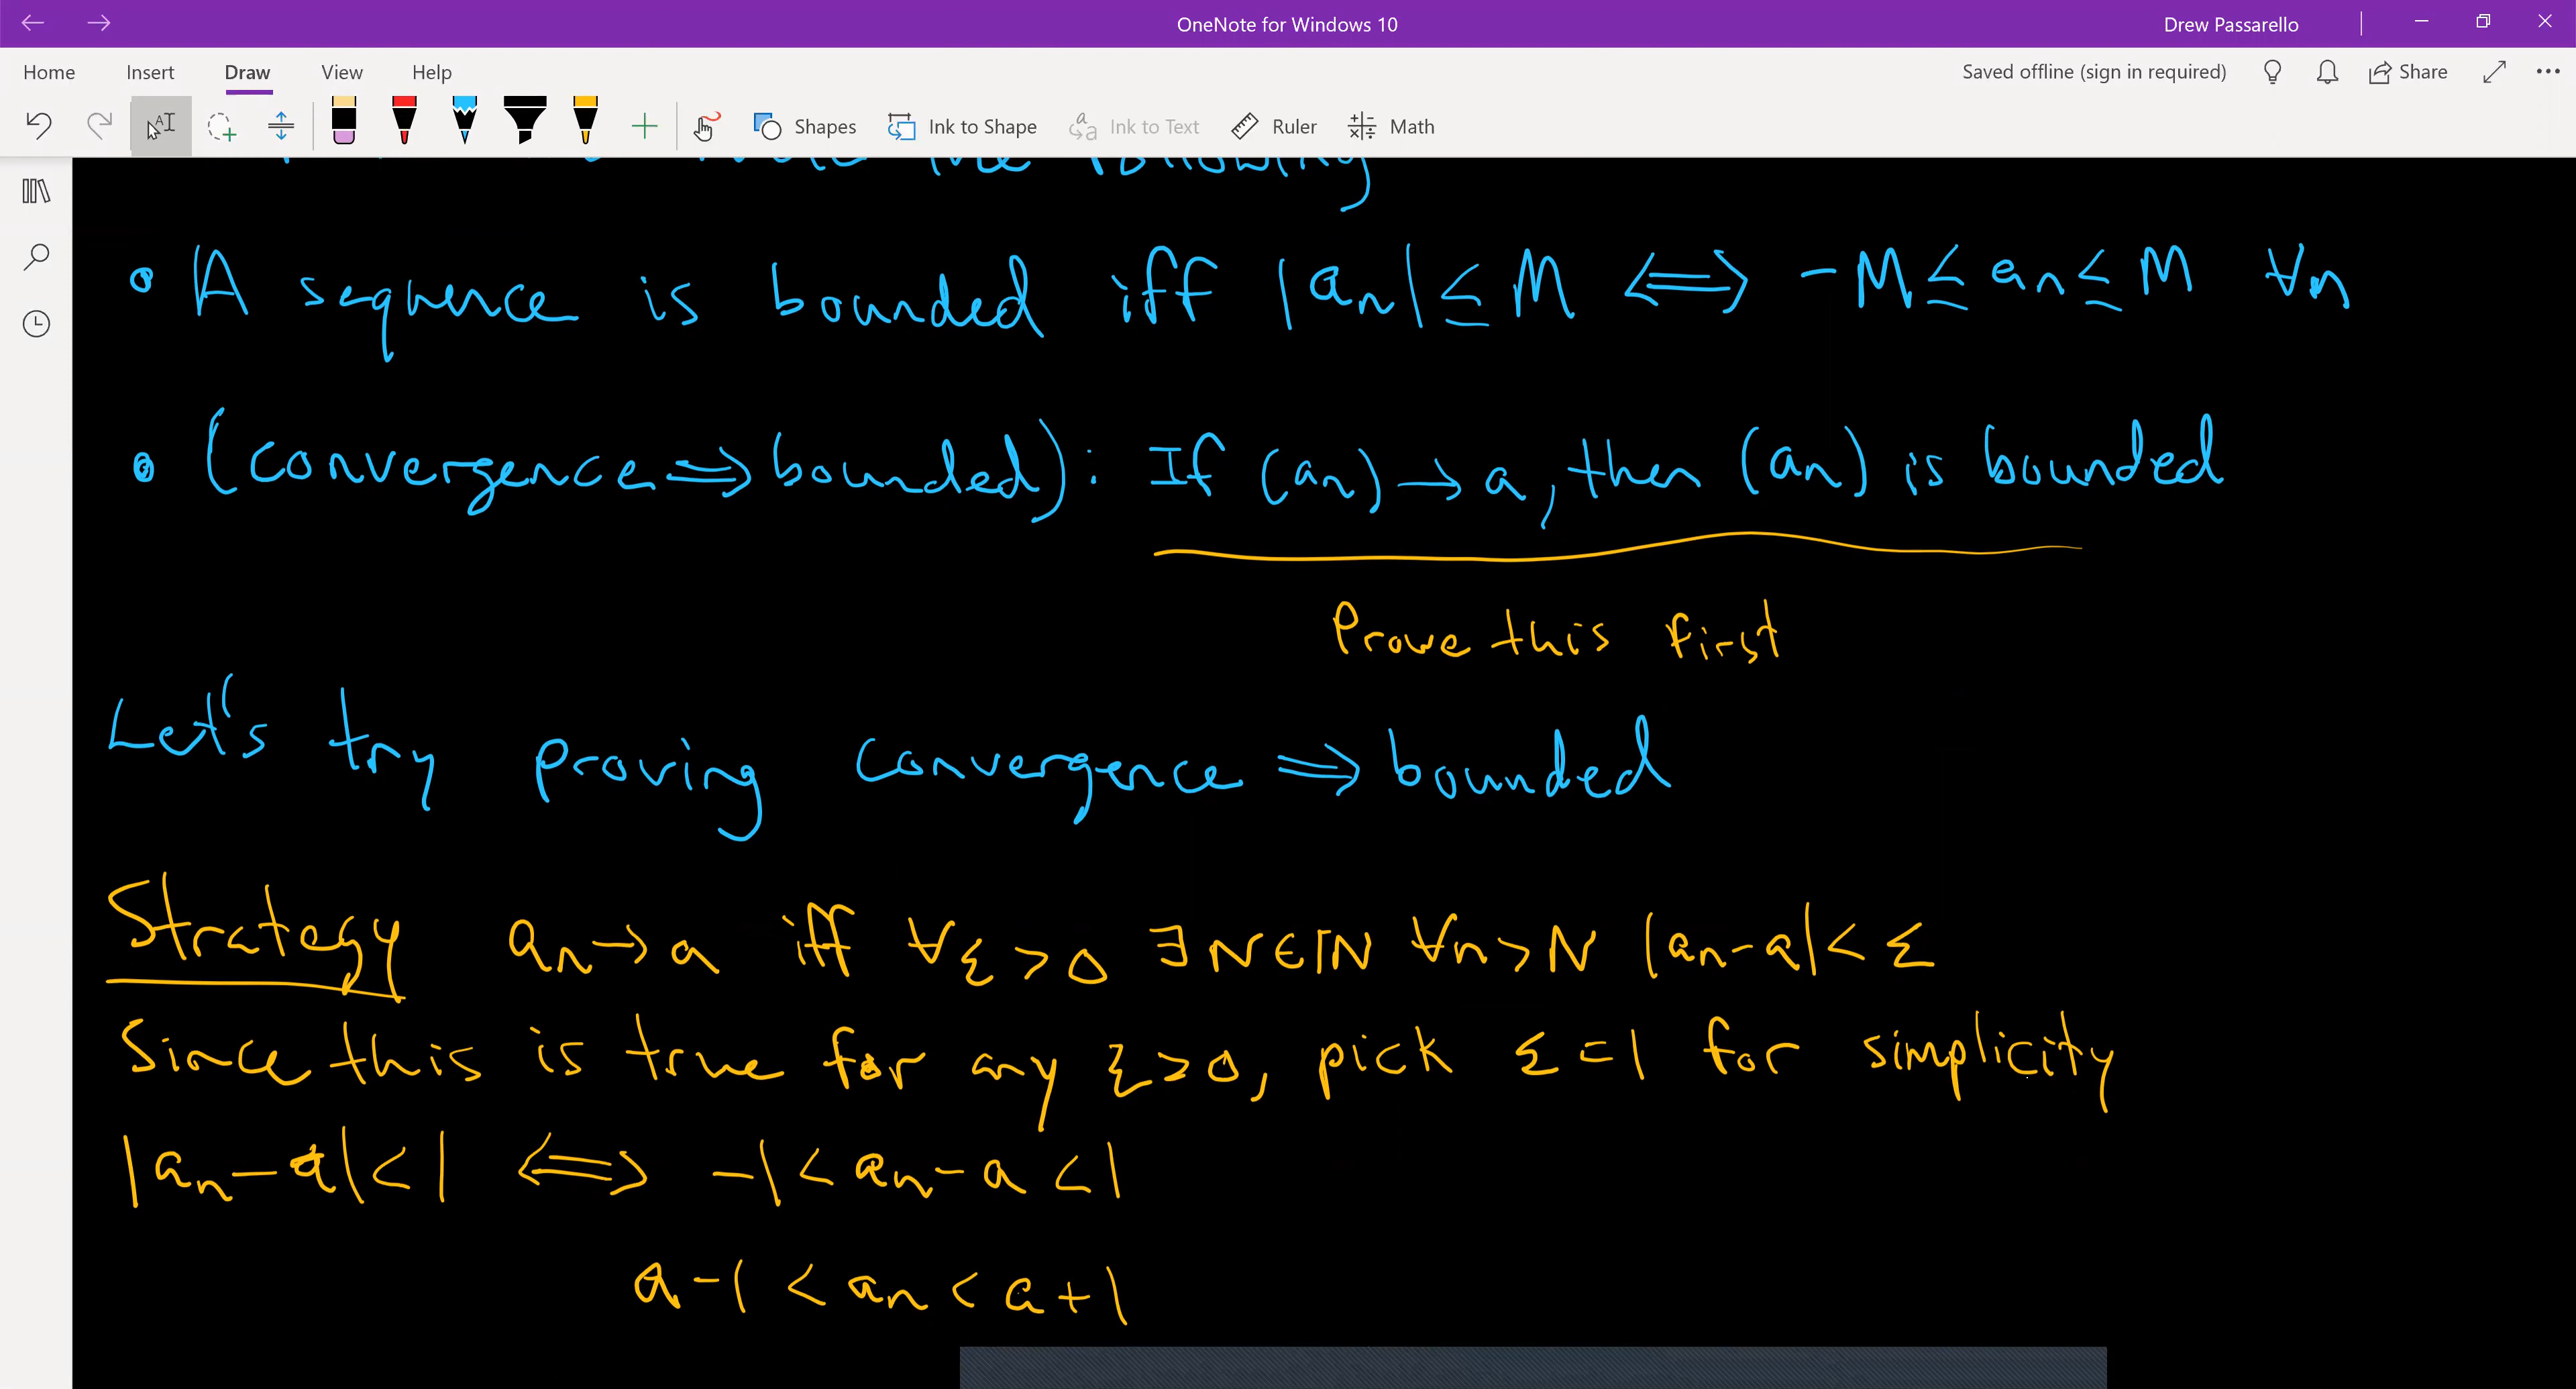 OneNote for Windows 10
Drew Passarello
Home Insert Draw View Help
Saved offline (sign in required)
Share
Shapes Ink to Shape Ink to Text Ruler Math
the following
• A sequence is bounded iff |an| ≤ M ⟺ -M ≤ an ≤ M ∀n
• (convergence ⟹ bounded): If (an) → a, then (an) is bounded
Prove this first
Let's try proving convergence ⟹ bounded
Strategy an → a iff ∀ε > 0 ∃N∈ℕ ∀n>N |an-a| < ε
Since this is true for any ε>0, pick ε=1 for simplicity
|an-a|<1 ⟺ -1 < an-a < 1
a-1 < an < a+1